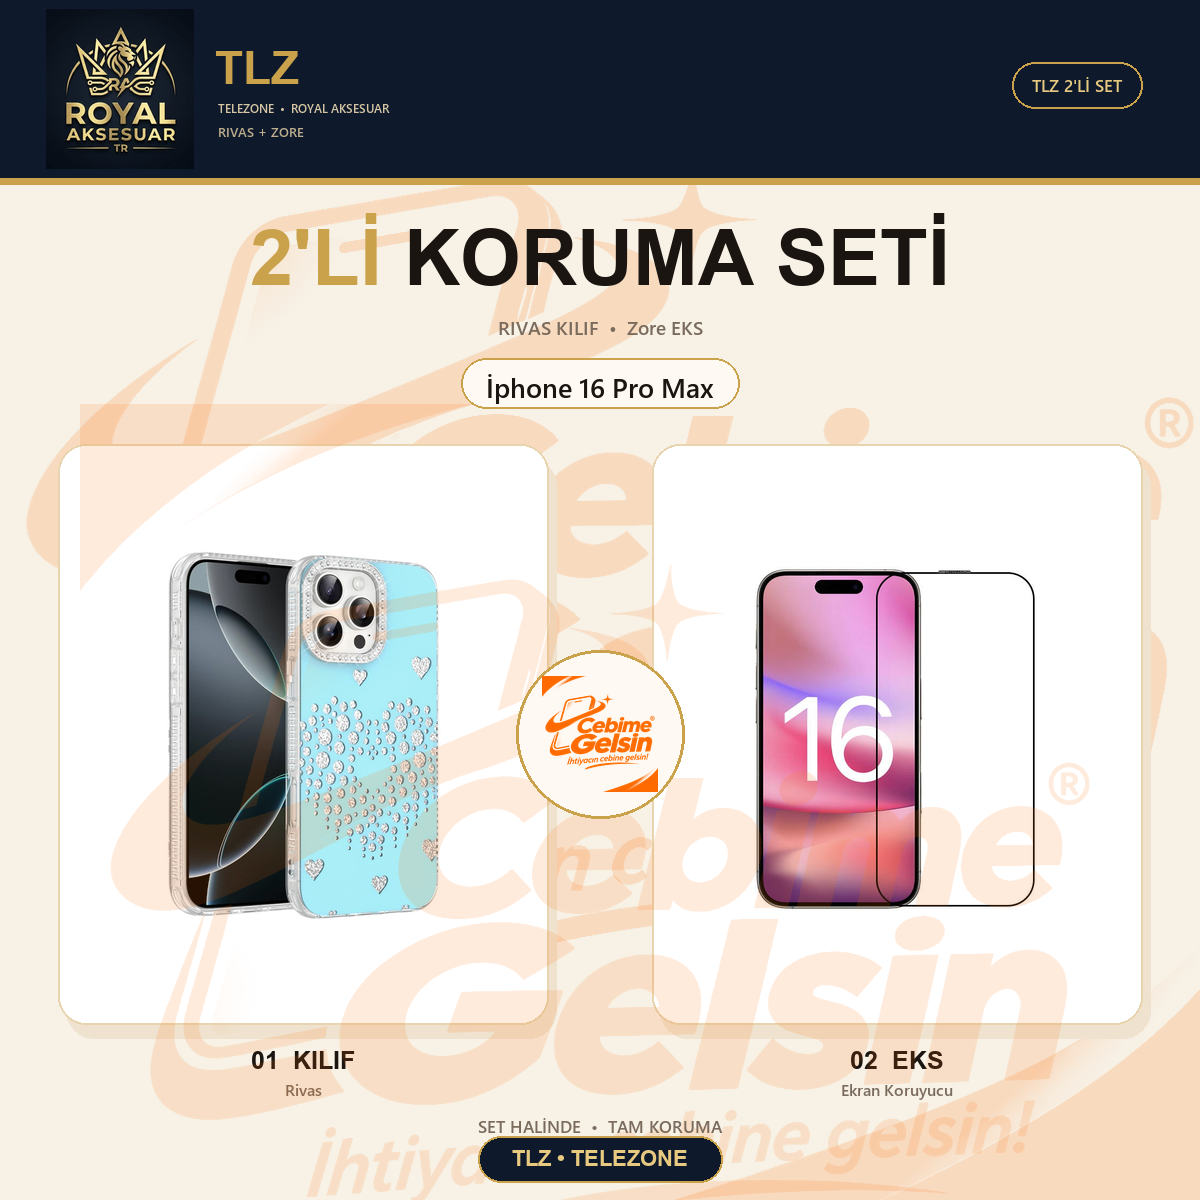 ROYAL
AKSESUAR
TR
TLZ
TELEZONE • ROYAL AKSESUAR
RIVAS + ZORE
TLZ 2'Lİ SET
2'Lİ KORUMA SETİ
RIVAS KILIF • Zore EKS
İphone 16 Pro Max
®
16
Cebime®
Gelsin
İhtiyacın cebine gelsin!
Cebime®
Gelsin
01 KILIF
Rivas
02 EKS
Ekran Koruyucu
SET HALİNDE • TAM KORUMA
TLZ • TELEZONE